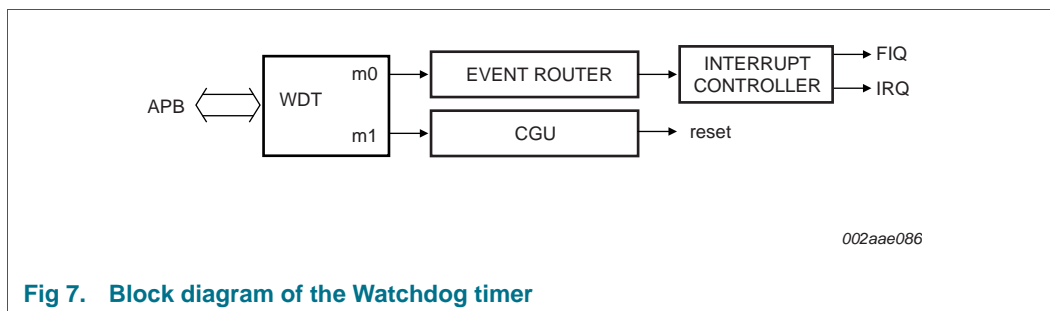 APB
WDT
m0
m1
EVENT ROUTER
CGU
INTERRUPT
CONTROLLER
FIQ
IRQ
reset
002aae086
Fig 7. Block diagram of the Watchdog timer